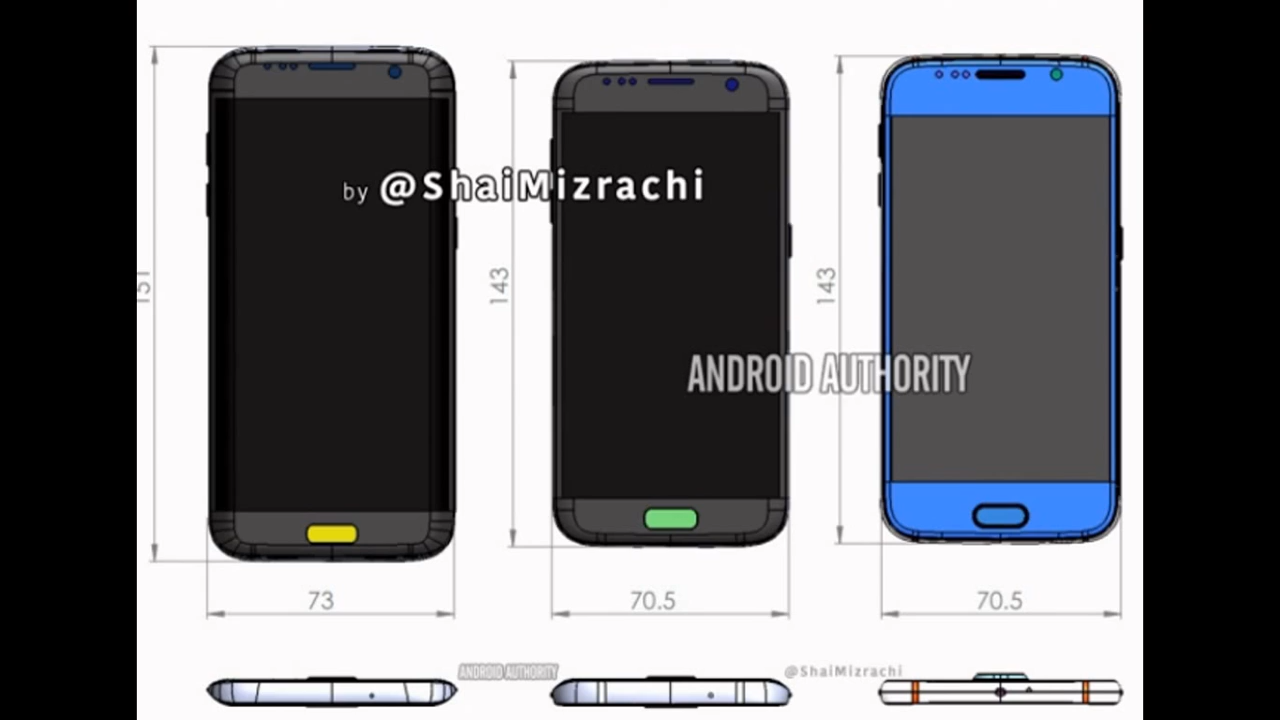 by @ShaiMizrachi
151
143
143
ANDROID AUTHORITY
73
70.5
70.5
ANDROID AUTHORITY
@ShaiMizrachi